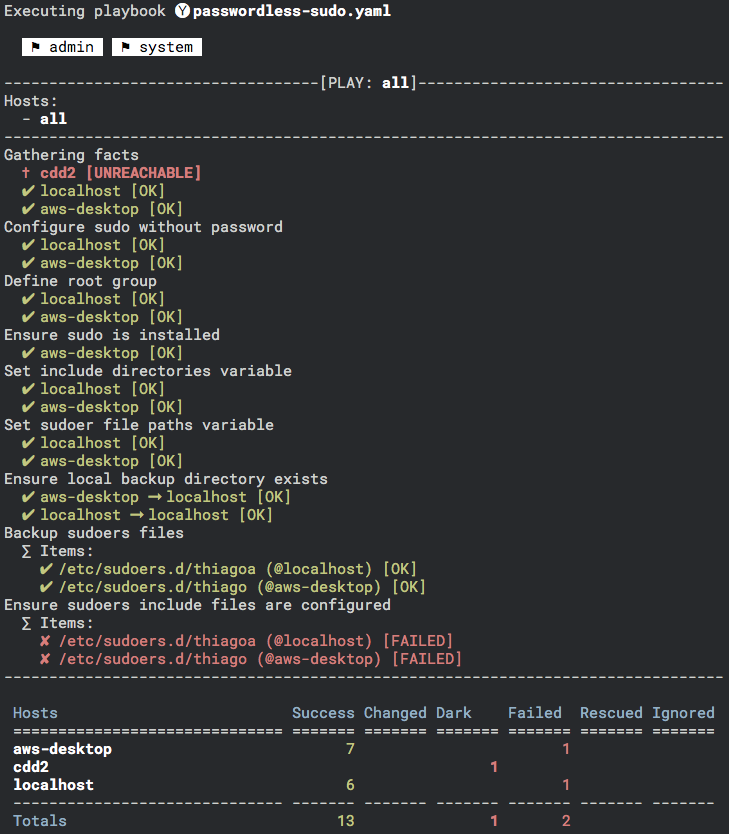 Executing playbook Ⓨpasswordless-sudo.yaml
⚑ admin ⚑ system
-----------------------------------[PLAY: all]----------------------------------
Hosts:
- all
--------------------------------------------------------------------------------
Gathering facts
† cdd2 [UNREACHABLE]
✔ localhost [OK]
✔ aws-desktop [OK]
Configure sudo without password
✔ localhost [OK]
✔ aws-desktop [OK]
Define root group
✔ localhost [OK]
✔ aws-desktop [OK]
Ensure sudo is installed
✔ aws-desktop [OK]
Set include directories variable
✔ localhost [OK]
✔ aws-desktop [OK]
Set sudoer file paths variable
✔ localhost [OK]
✔ aws-desktop [OK]
Ensure local backup directory exists
✔ aws-desktop ➞ localhost [OK]
✔ localhost ➞ localhost [OK]
Backup sudoers files
∑ Items:
✔ /etc/sudoers.d/thiagoa (@localhost) [OK]
✔ /etc/sudoers.d/thiago (@aws-desktop) [OK]
Ensure sudoers include files are configured
∑ Items:
✘ /etc/sudoers.d/thiagoa (@localhost) [FAILED]
✘ /etc/sudoers.d/thiago (@aws-desktop) [FAILED]
--------------------------------------------------------------------------------
Hosts Success Changed Dark Failed Rescued Ignored
============================== ======= ======= ======= ======= ======= =======
aws-desktop 7 1
cdd2 1
localhost 6 1
------------------------------ ------- ------- ------- ------- ------- -------
Totals 13 1 2